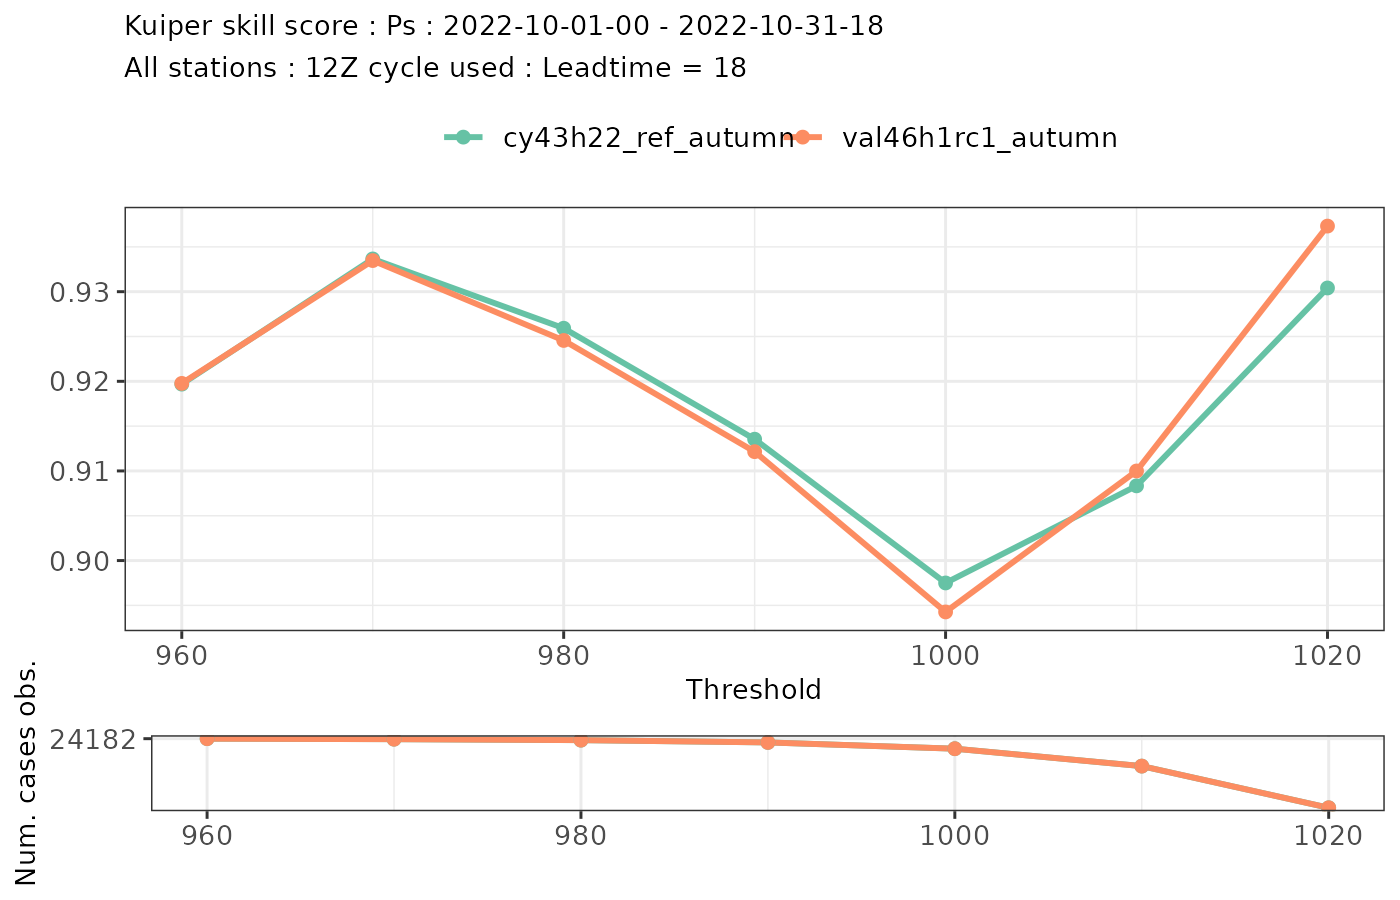 Kuiper skill score : Ps : 2022-10-01-00 - 2022-10-31-18
All stations : 12Z cycle used : Leadtime = 18
cy43h22_ref_autumn val46h1rc1_autumn
0.93
0.92
0.91
0.90
960 980 1000 1020
Threshold
Num. cases obs.
24182
960 980 1000 1020